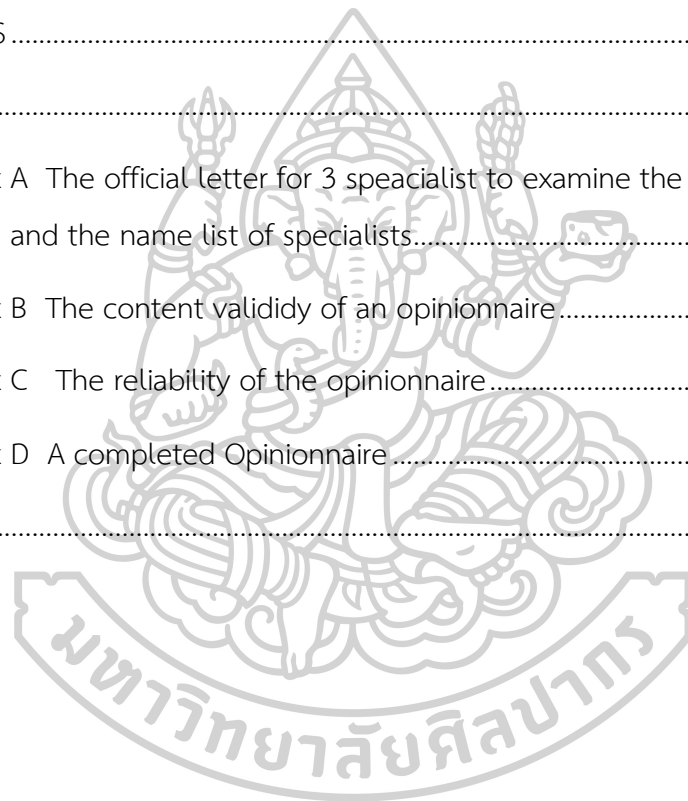 S................................................................
................................................................
A The official letter for 3 speacialist to examine the
and the name list of specialists................................
B The content valididy of an opinionnaire................
C The reliability of the opinionnaire........................
D A completed Opinionnaire................................
................................................................
มหาวิทยาลัยศิลปากร